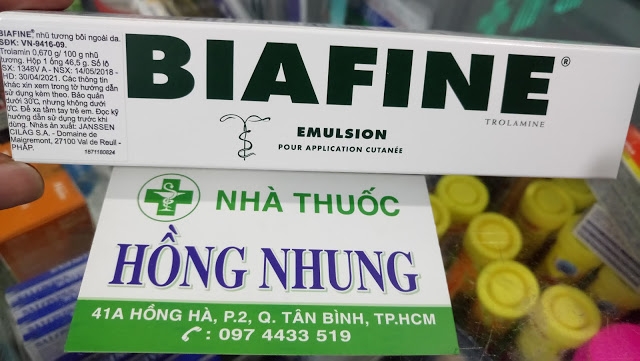 BIAFINE® nhũ tương bôi ngoài da.
SĐK: VN-9416-09.
Trolamin 0,670 g/ 100 g nhũ
tương. Hộp 1 ống 46,5 g. Số lô
SX: 1348V A - NSX: 14/05/2018 -
HD: 30/04/2021. Các thông tin
khác xin xem trong tờ hướng dẫn
sử dụng kèm theo. Bảo quản
dưới 30°C, nhưng không dưới
0°C. Để xa tầm tay trẻ em. Đọc kỹ
hướng dẫn sử dụng trước khi
dùng. Nhà sản xuất: JANSSEN
CILAG S.A. - Domaine de
Maigremont, 27100 Val de Reuil -
PHÁP.
1871180824
BIAFINE®
TROLAMINE
EMULSION
POUR APPLICATION CUTANÉE
NHÀ THUỐC
HỒNG NHUNG
41A HỒNG HÀ, P.2, Q. TÂN BÌNH, TP.HCM
: 097 4433 519